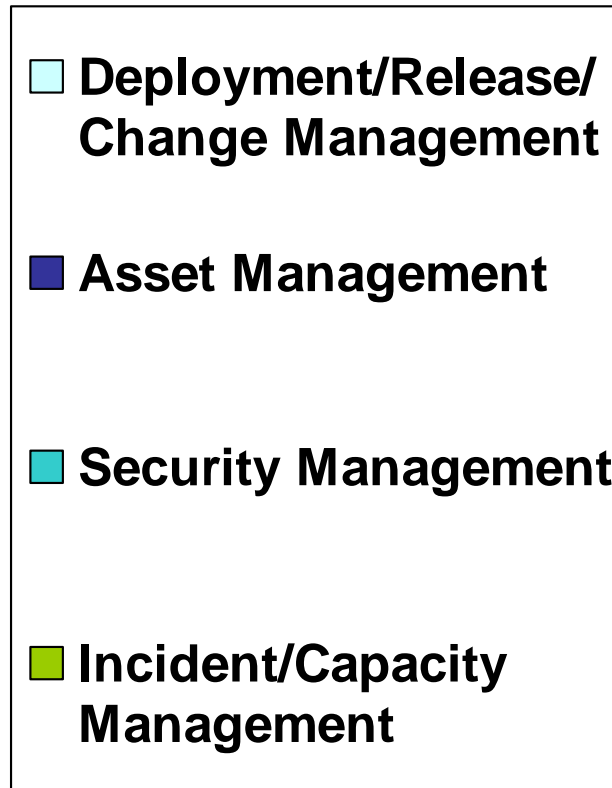 Deployment/Release/
Change Management
Asset Management
Security Management
Incident/Capacity
Management